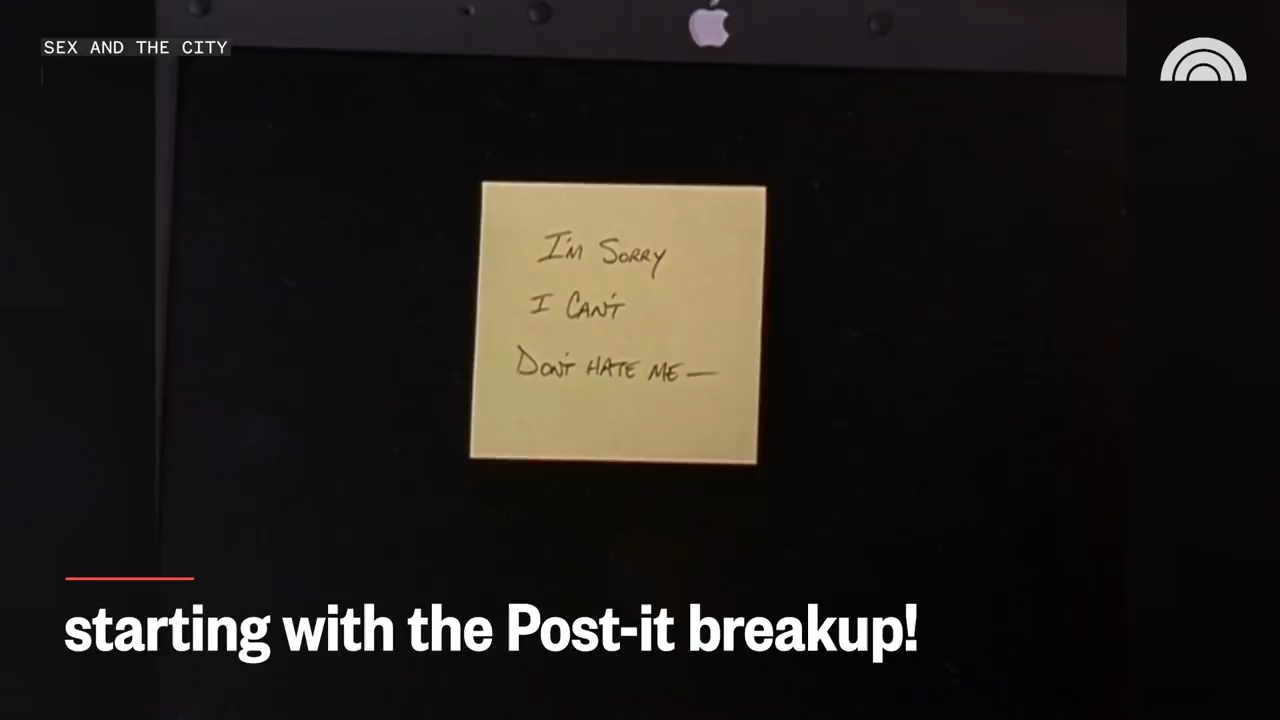 SEX AND THE CITY
I'M SORRY
I CAN'T
DON'T HATE ME—
starting with the Post-it breakup!